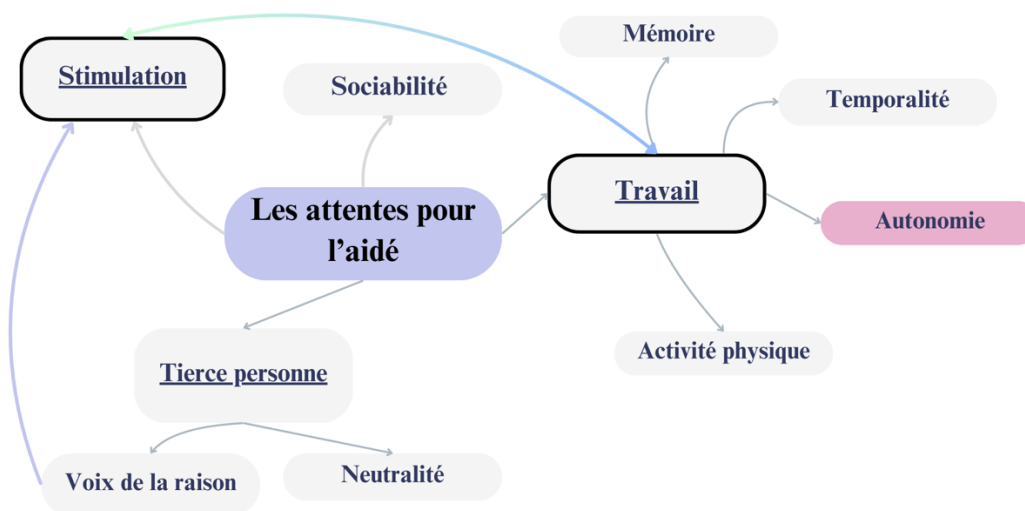 Mémoire
Stimulation
Sociabilité
Temporalité
Travail
Les attentes pour
l'aidé
Autonomie
Activité physique
Tierce personne
Voix de la raison
Neutralité